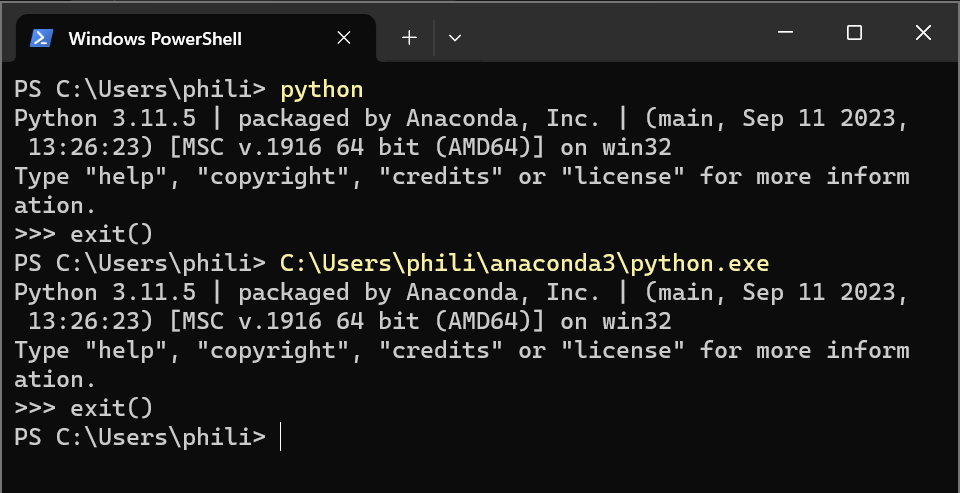 Windows PowerShell
PS C:\Users\phili> python
Python 3.11.5 | packaged by Anaconda, Inc. | (main, Sep 11 2023,
 13:26:23) [MSC v.1916 64 bit (AMD64)] on win32
Type "help", "copyright", "credits" or "license" for more inform
ation.
>>> exit()
PS C:\Users\phili> C:\Users\phili\anaconda3\python.exe
Python 3.11.5 | packaged by Anaconda, Inc. | (main, Sep 11 2023,
 13:26:23) [MSC v.1916 64 bit (AMD64)] on win32
Type "help", "copyright", "credits" or "license" for more inform
ation.
>>> exit()
PS C:\Users\phili>